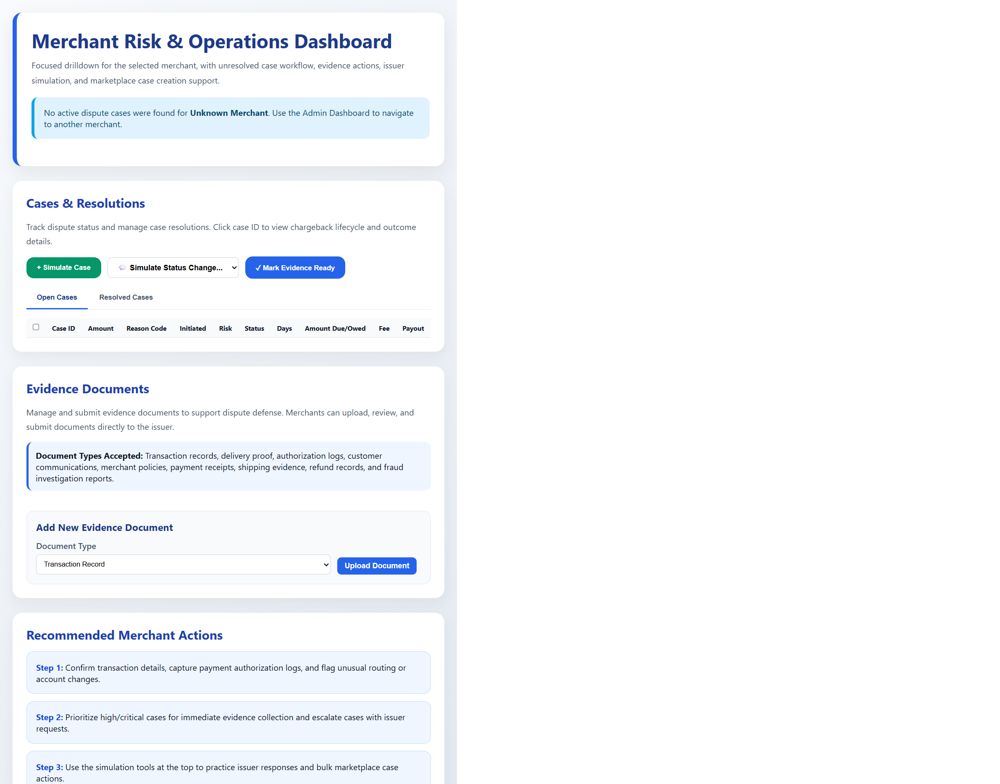 Merchant Risk & Operations Dashboard
Focused drilldown for the selected merchant, with unresolved case workflow, evidence actions, issuer
simulation, and marketplace case creation support.
No active dispute cases were found for Unknown Merchant. Use the Admin Dashboard to navigate
to another merchant.
Cases & Resolutions
Track dispute status and manage case resolutions. Click case ID to view chargeback lifecycle and outcome
details.
+ Simulate Case
💬 Simulate Status Change...
✓ Mark Evidence Ready
Open Cases
Resolved Cases
Case ID Amount Reason Code Initiated Risk Status Days Amount Due/Owed Fee Payout
Evidence Documents
Manage and submit evidence documents to support dispute defense. Merchants can upload, review, and
submit documents directly to the issuer.
Document Types Accepted: Transaction records, delivery proof, authorization logs, customer
communications, merchant policies, payment receipts, shipping evidence, refund records, and fraud
investigation reports.
Add New Evidence Document
Document Type
Transaction Record
Upload Document
Recommended Merchant Actions
Step 1: Confirm transaction details, capture payment authorization logs, and flag unusual routing or
account changes.
Step 2: Prioritize high/critical cases for immediate evidence collection and escalate cases with issuer
requests.
Step 3: Use the simulation tools at the top to practice issuer responses and bulk marketplace case
actions.